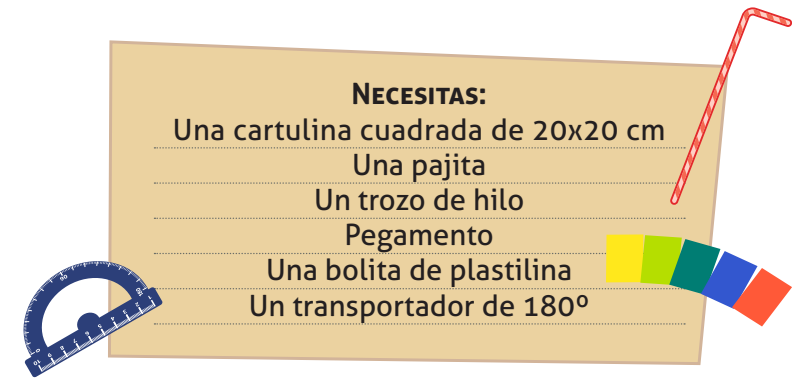 Necesitas:
Una cartulina cuadrada de 20x20 cm
Una pajita
Un trozo de hilo
Pegamento
Una bolita de plastilina
Un transportador de 180º